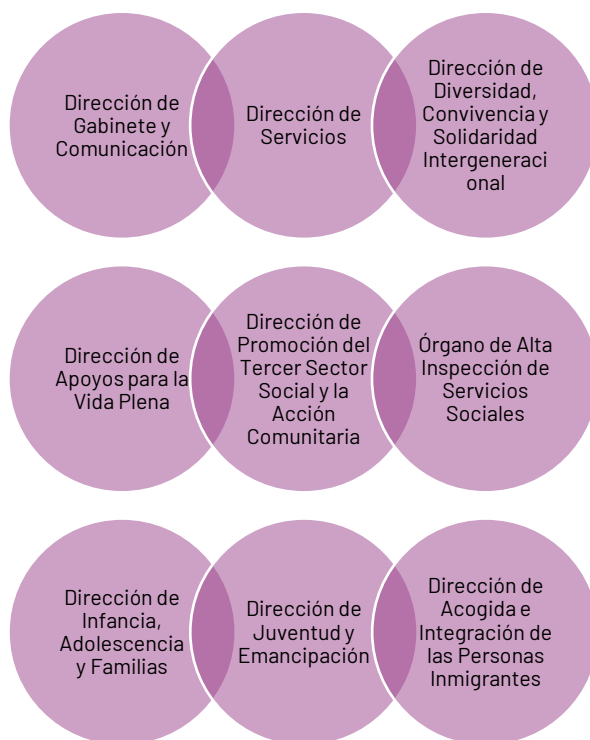 Dirección de
Gabinete y
Comunicación
Dirección de
Servicios
Dirección de
Diversidad,
Convivencia y
Solidaridad
Intergeneraci
onal
Dirección de
Apoyos para la
Vida Plena
Dirección de
Promoción del
Tercer Sector
Social y la
Acción
Comunitaria
Órgano de Alta
Inspección de
Servicios
Sociales
Dirección de
Infancia,
Adolescencia
y Familias
Dirección de
Juventud y
Emancipación
Dirección de
Acogida e
Integración de
las Personas
Inmigrantes